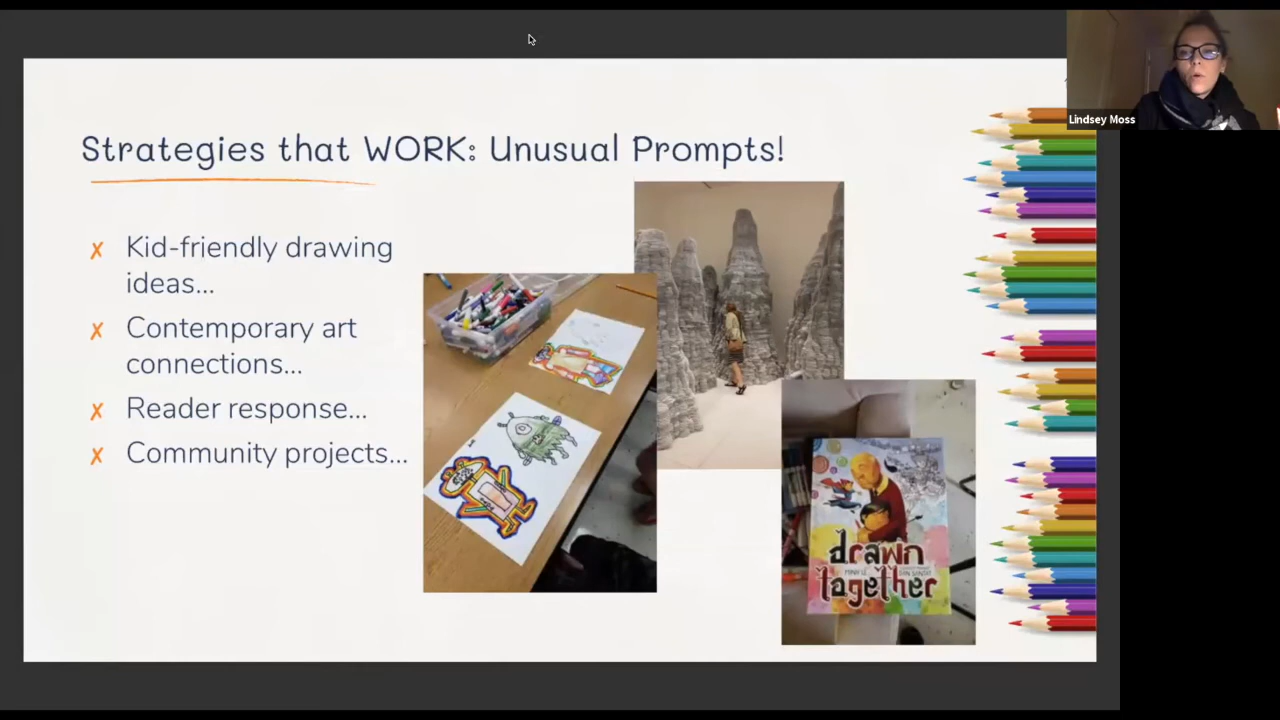 Lindsey Moss
Strategies that WORK: Unusual Prompts!
✗ Kid-friendly drawing
ideas...
✗ Contemporary art
connections...
✗ Reader response...
✗ Community projects...
drawn
together